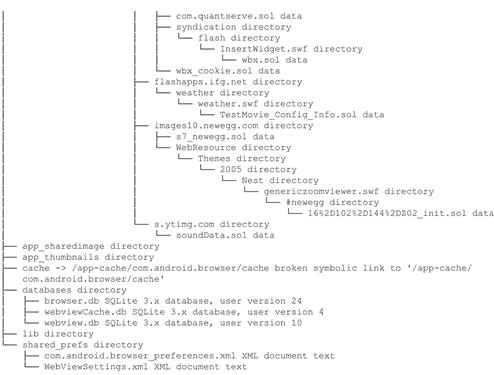 │ │ ├── com.quantserve.sol data
│ │ ├── syndication directory
│ │ │ └── flash directory
│ │ │ └── InsertWidget.swf directory
│ │ │ └── wbx.sol data
│ │ └── wbx_cookie.sol data
│ ├── flashapps.ifg.net directory
│ │ └── weather directory
│ │ └── weather.swf directory
│ │ └── TestMovie_Config_Info.sol data
│ ├── images10.newegg.com directory
│ │ ├── s7_newegg.sol data
│ │ └── WebResource directory
│ │ └── Themes directory
│ │ └── 2005 directory
│ │ └── Nest directory
│ │ └── genericzoomviewer.swf directory
│ │ └── #newegg directory
│ │ └── 16%2D102%2D144%2DZ02_init.sol data
│ └── s.ytimg.com directory
│ └── soundData.sol data
├── app_sharedimage directory
├── app_thumbnails directory
├── cache -> /app-cache/com.android.browser/cache broken symbolic link to '/app-cache/
com.android.browser/cache'
├── databases directory
│ ├── browser.db SQLite 3.x database, user version 24
│ ├── webviewCache.db SQLite 3.x database, user version 4
│ └── webview.db SQLite 3.x database, user version 10
├── lib directory
└── shared_prefs directory
├── com.android.browser_preferences.xml XML document text
└── WebViewSettings.xml XML document text